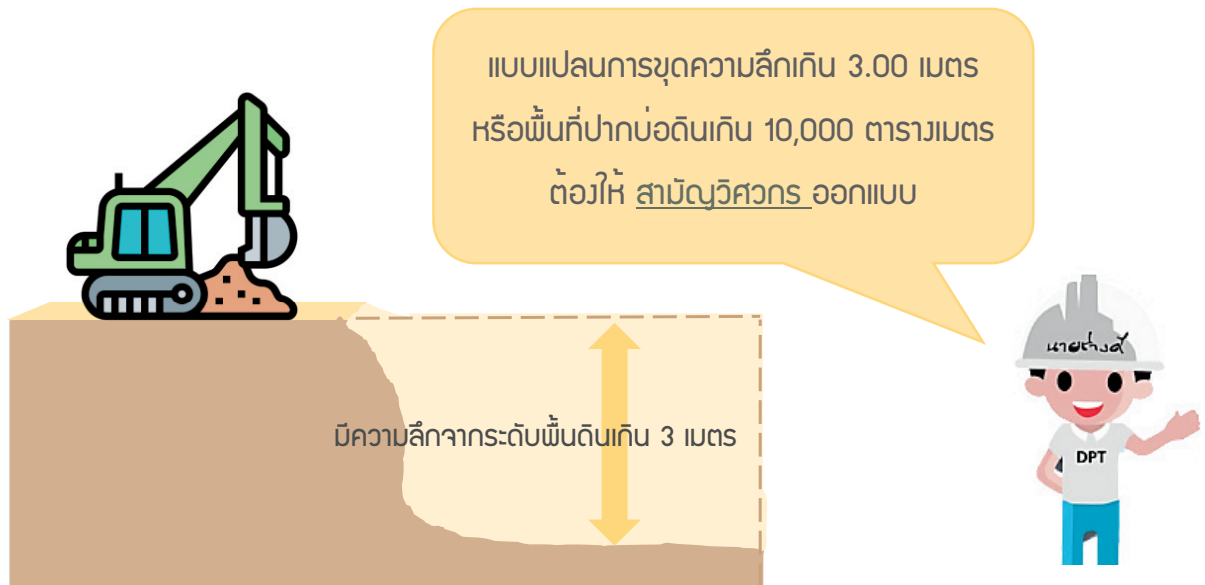 แบบแปลนการขุดความลึกเกิน 3.00 เมตร
หรือพื้นที่ปากบ่อดินเกิน 10,000 ตารางเมตร
ต้องให้ สามัญวิศวกร ออกแบบ
มีความลึกจากระดับพื้นดินเกิน 3 เมตร
นายช่างดี
DPT